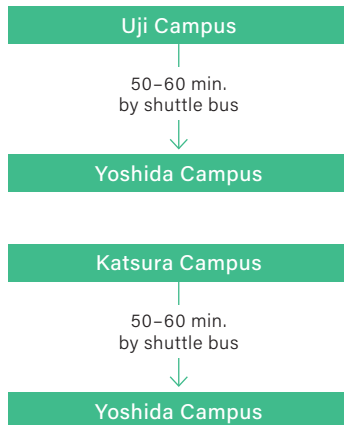 Uji Campus
50–60 min.
by shuttle bus
Yoshida Campus
Katsura Campus
50–60 min.
by shuttle bus
Yoshida Campus